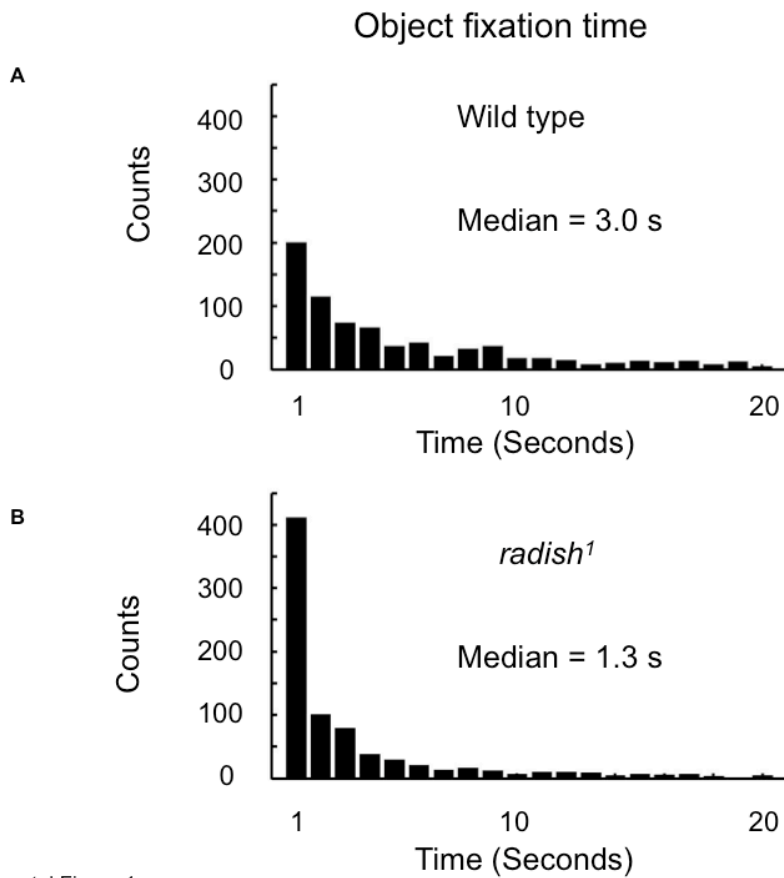 Object fixation time
A
Wild type
Median = 3.0 s
Counts
400
300
200
100
0
1 10 20
Time (Seconds)
B
radish¹
Median = 1.3 s
Counts
400
300
200
100
0
1 10 20
Time (Seconds)